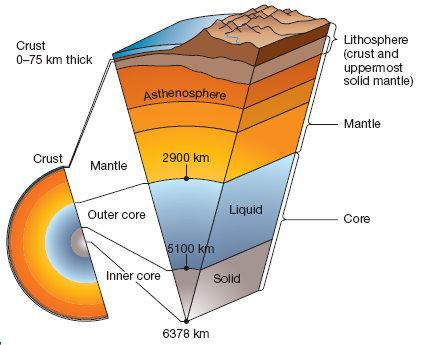 Crust
0–75 km thick
Lithosphere
(crust and
uppermost
solid mantle)
Asthenosphere
Mantle
Crust
Mantle
2900 km
Outer core
Liquid
Core
5100 km
Inner core
Solid
6378 km